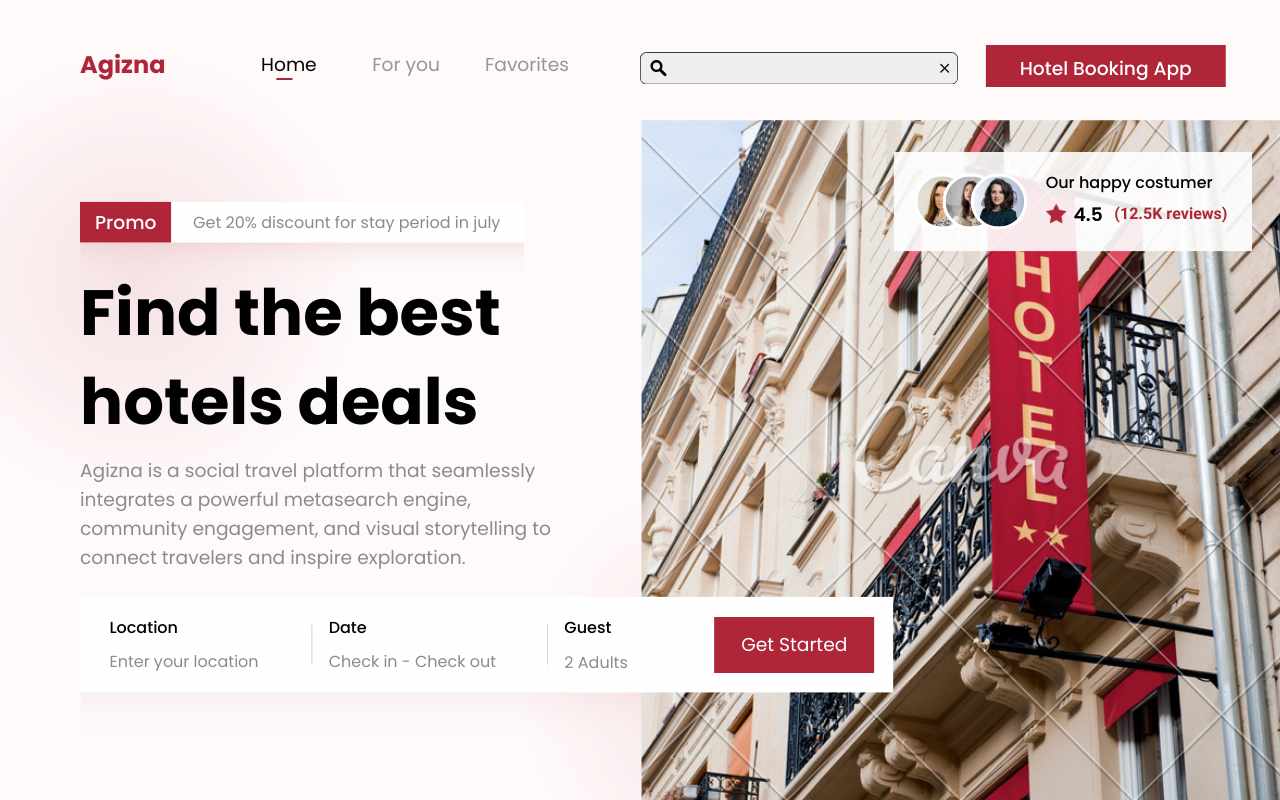 Agizna
Home
For you
Favorites
Hotel Booking App
Our happy costumer
4.5 (12.5K reviews)
Promo
Get 20% discount for stay period in july
Find the best
hotels deals
Agizna is a social travel platform that seamlessly
integrates a powerful metasearch engine,
community engagement, and visual storytelling to
connect travelers and inspire exploration.
HOTEL
Canva
Location
Enter your location
Date
Check in - Check out
Guest
2 Adults
Get Started